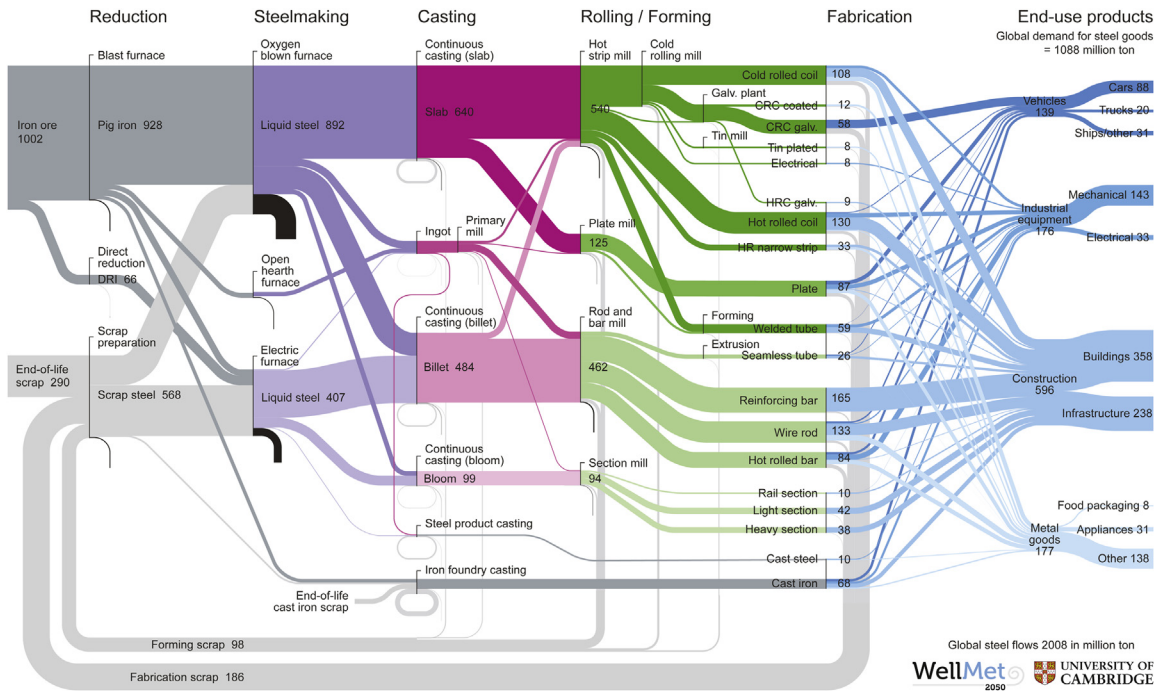 Reduction
Steelmaking
Casting
Rolling / Forming
Fabrication
End-use products
Global demand for steel goods
= 1088 million ton
Blast furnace
Oxygen
blown furnace
Continuous
casting (slab)
Hot
strip mill
Cold
rolling mill
Iron ore
1002
Pig iron 928
Liquid steel 892
Slab 640
540
Galv. plant
Tin mill
Cold rolled coil 108
CRC coated 12
CRC galv. 58
Tin plated 8
Electrical 8
HRC galv. 9
Hot rolled coil 130
HR narrow strip 33
Vehicles
139
Cars 88
Trucks 20
Ships/other 31
Direct
reduction
DRI 66
Open
hearth
furnace
Ingot
Primary
mill
Plate mill
125
Plate 87
Industrial
equipment
176
Mechanical 143
Electrical 33
Scrap
preparation
Electric
furnace
Continuous
casting (billet)
Rod and
bar mill
Forming
Extrusion
Welded tube 59
Seamless tube 26
End-of-life
scrap 290
Scrap steel 568
Liquid steel 407
Billet 484
462
Reinforcing bar 165
Wire rod 133
Hot rolled bar 84
Construction
596
Buildings 358
Infrastructure 238
Continuous
casting (bloom)
Bloom 99
Section mill
94
Rail section 10
Light section 42
Heavy section 38
Steel product casting
Cast steel 10
Iron foundry casting
Cast iron 68
End-of-life
cast iron scrap
Metal
goods
177
Food packaging 8
Appliances 31
Other 138
Forming scrap 98
Fabrication scrap 186
Global steel flows 2008 in million ton
WellMet
2050
UNIVERSITY OF
CAMBRIDGE